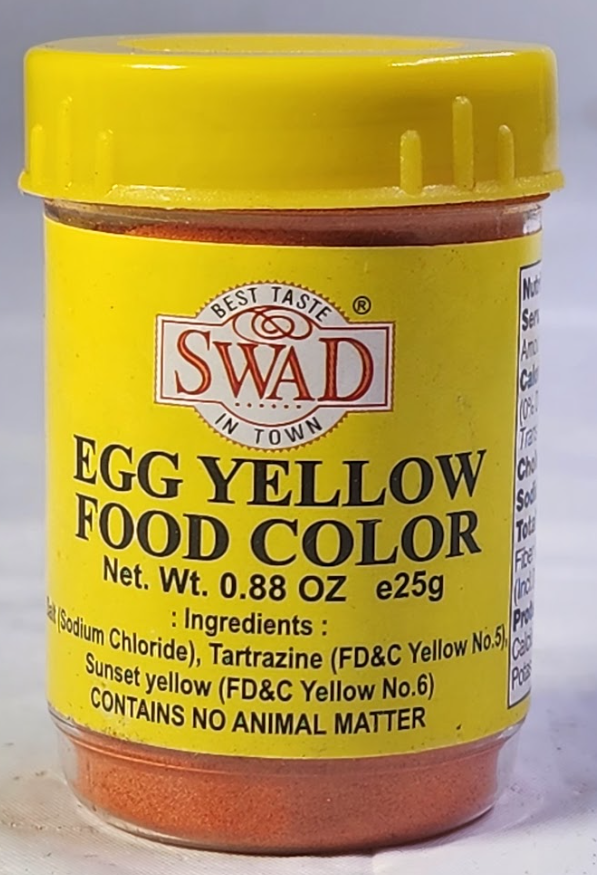 BEST TASTE
®
SWAD
IN TOWN
EGG YELLOW
FOOD COLOR
Net. Wt. 0.88 OZ e25g
: Ingredients :
(Sodium Chloride), Tartrazine (FD&C Yellow No.5),
Sunset yellow (FD&C Yellow No.6)
CONTAINS NO ANIMAL MATTER
(0%